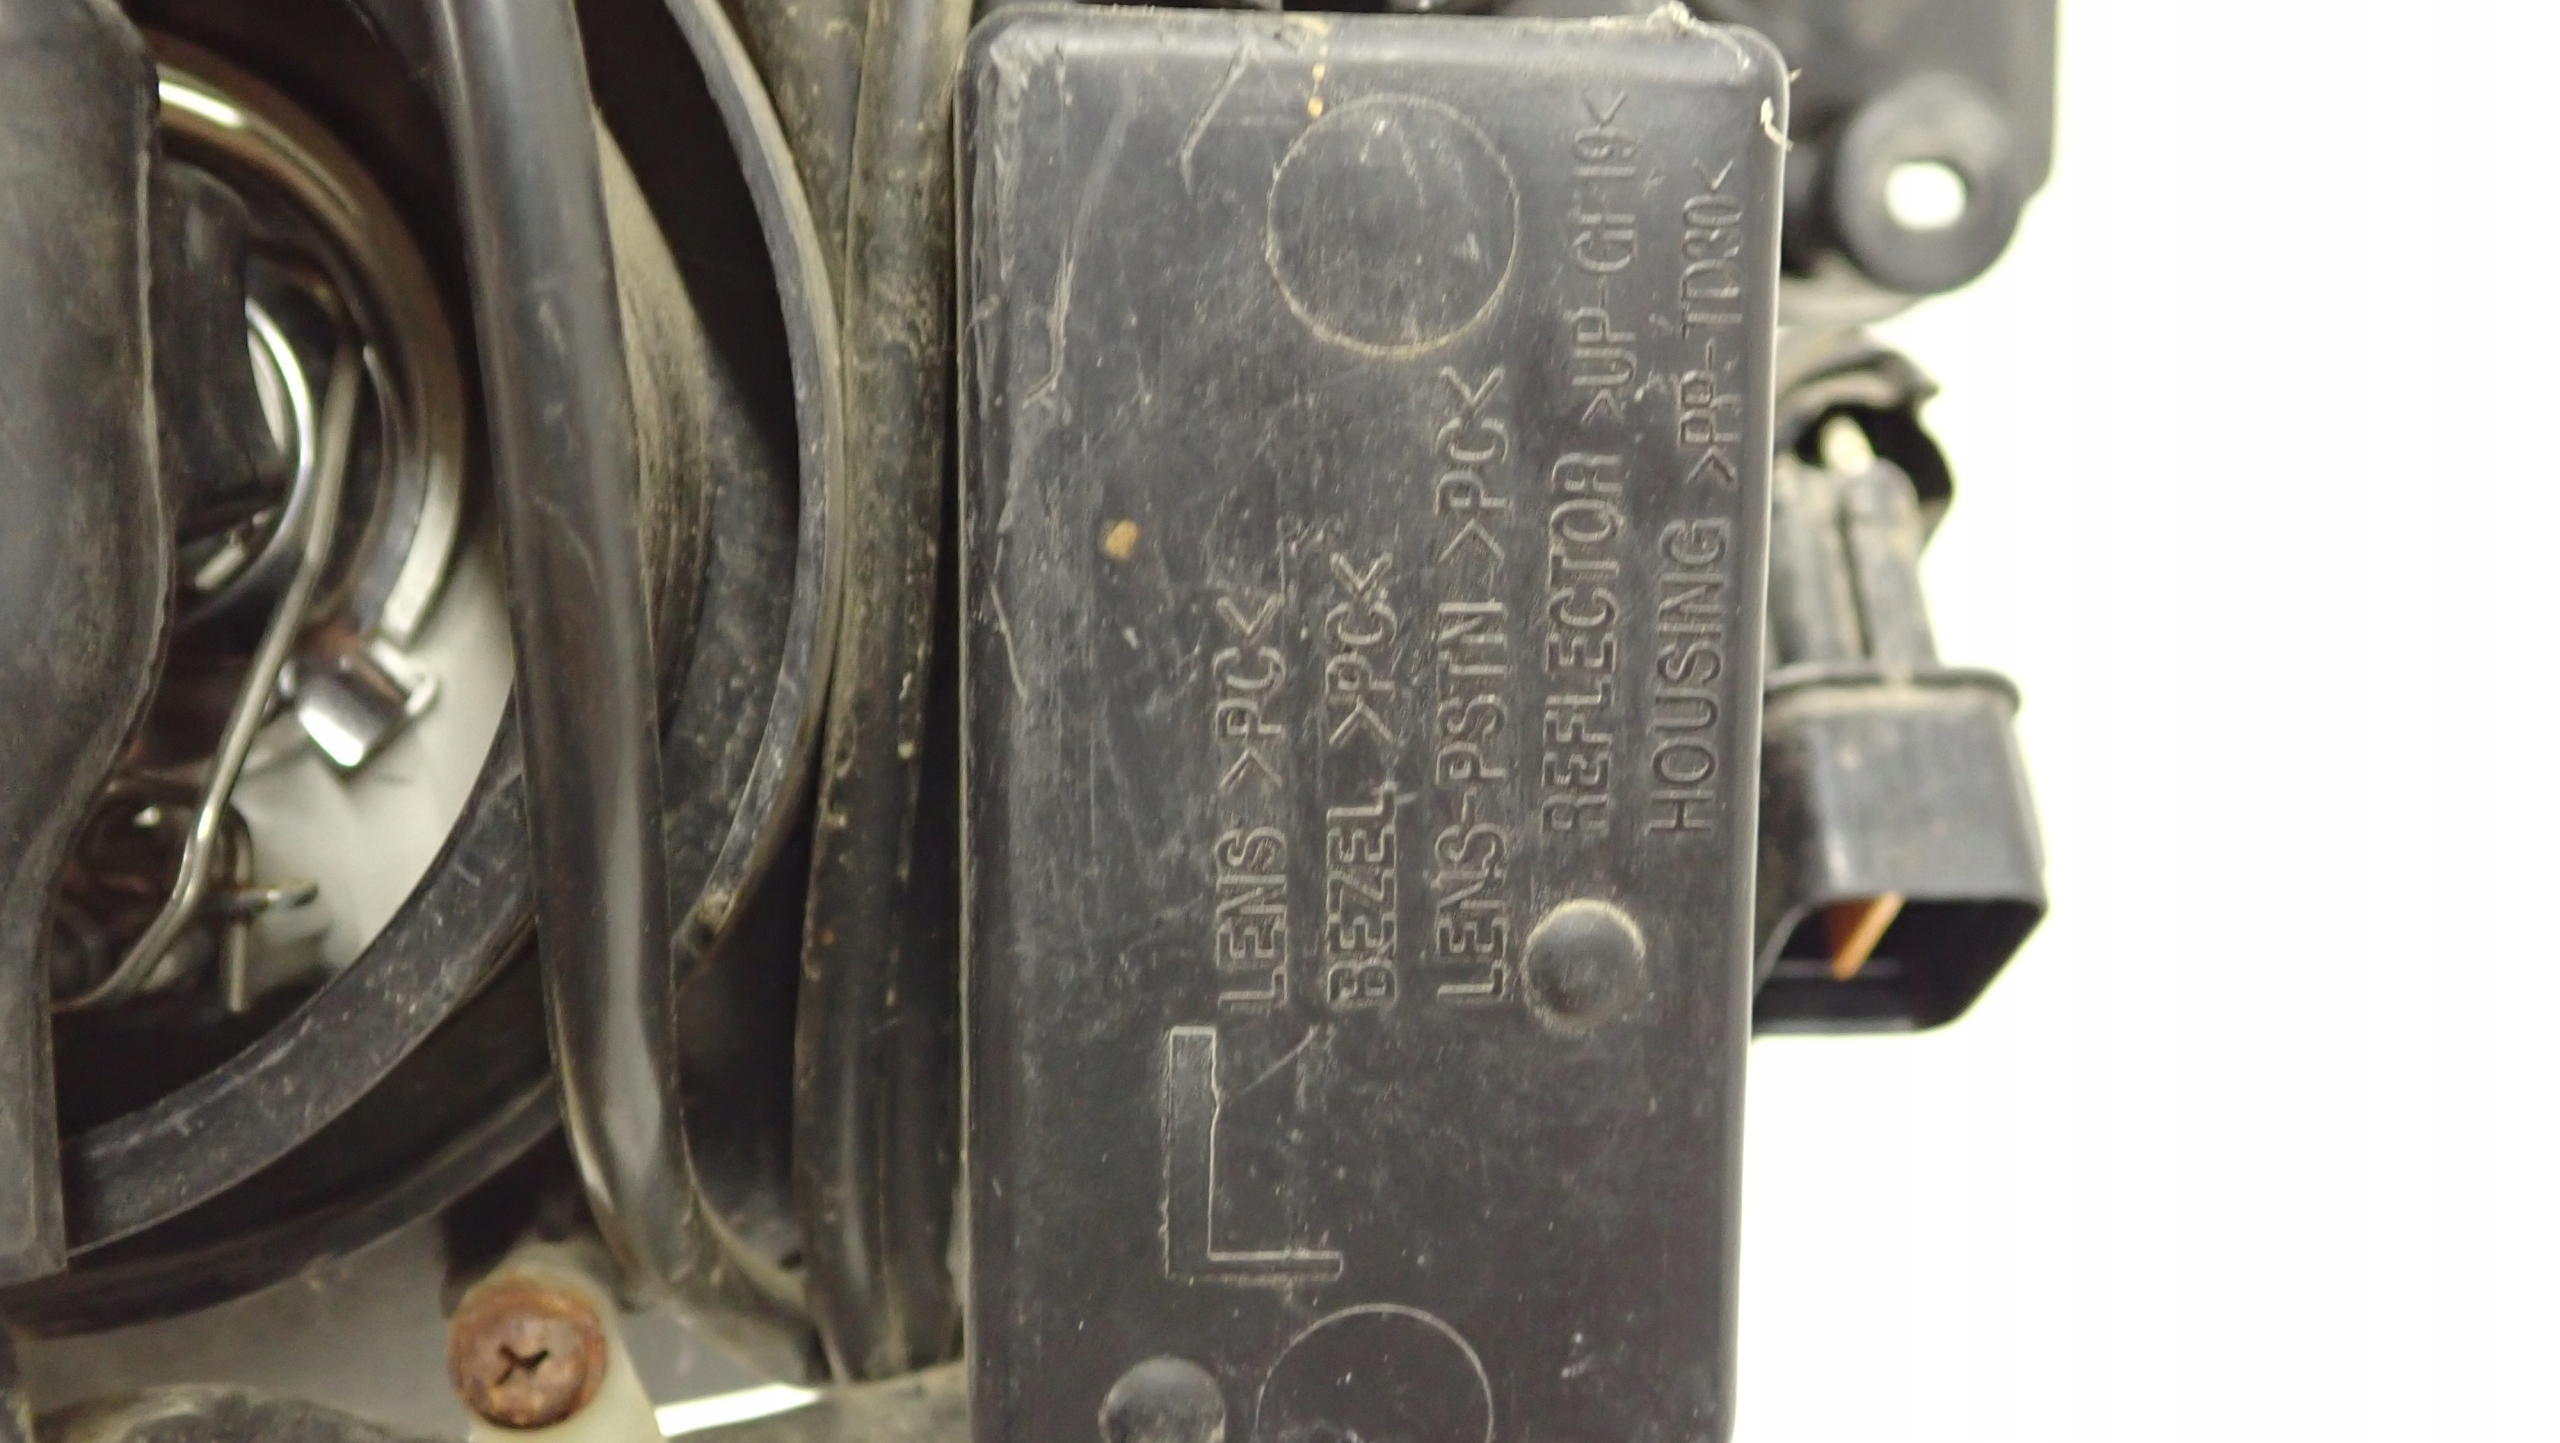 L
LENS >PC<
BEZEL >PC<
LENS-PSTN >PC<
REFLECTOR >UP-GF19<
HOUSING >PP-TD30<